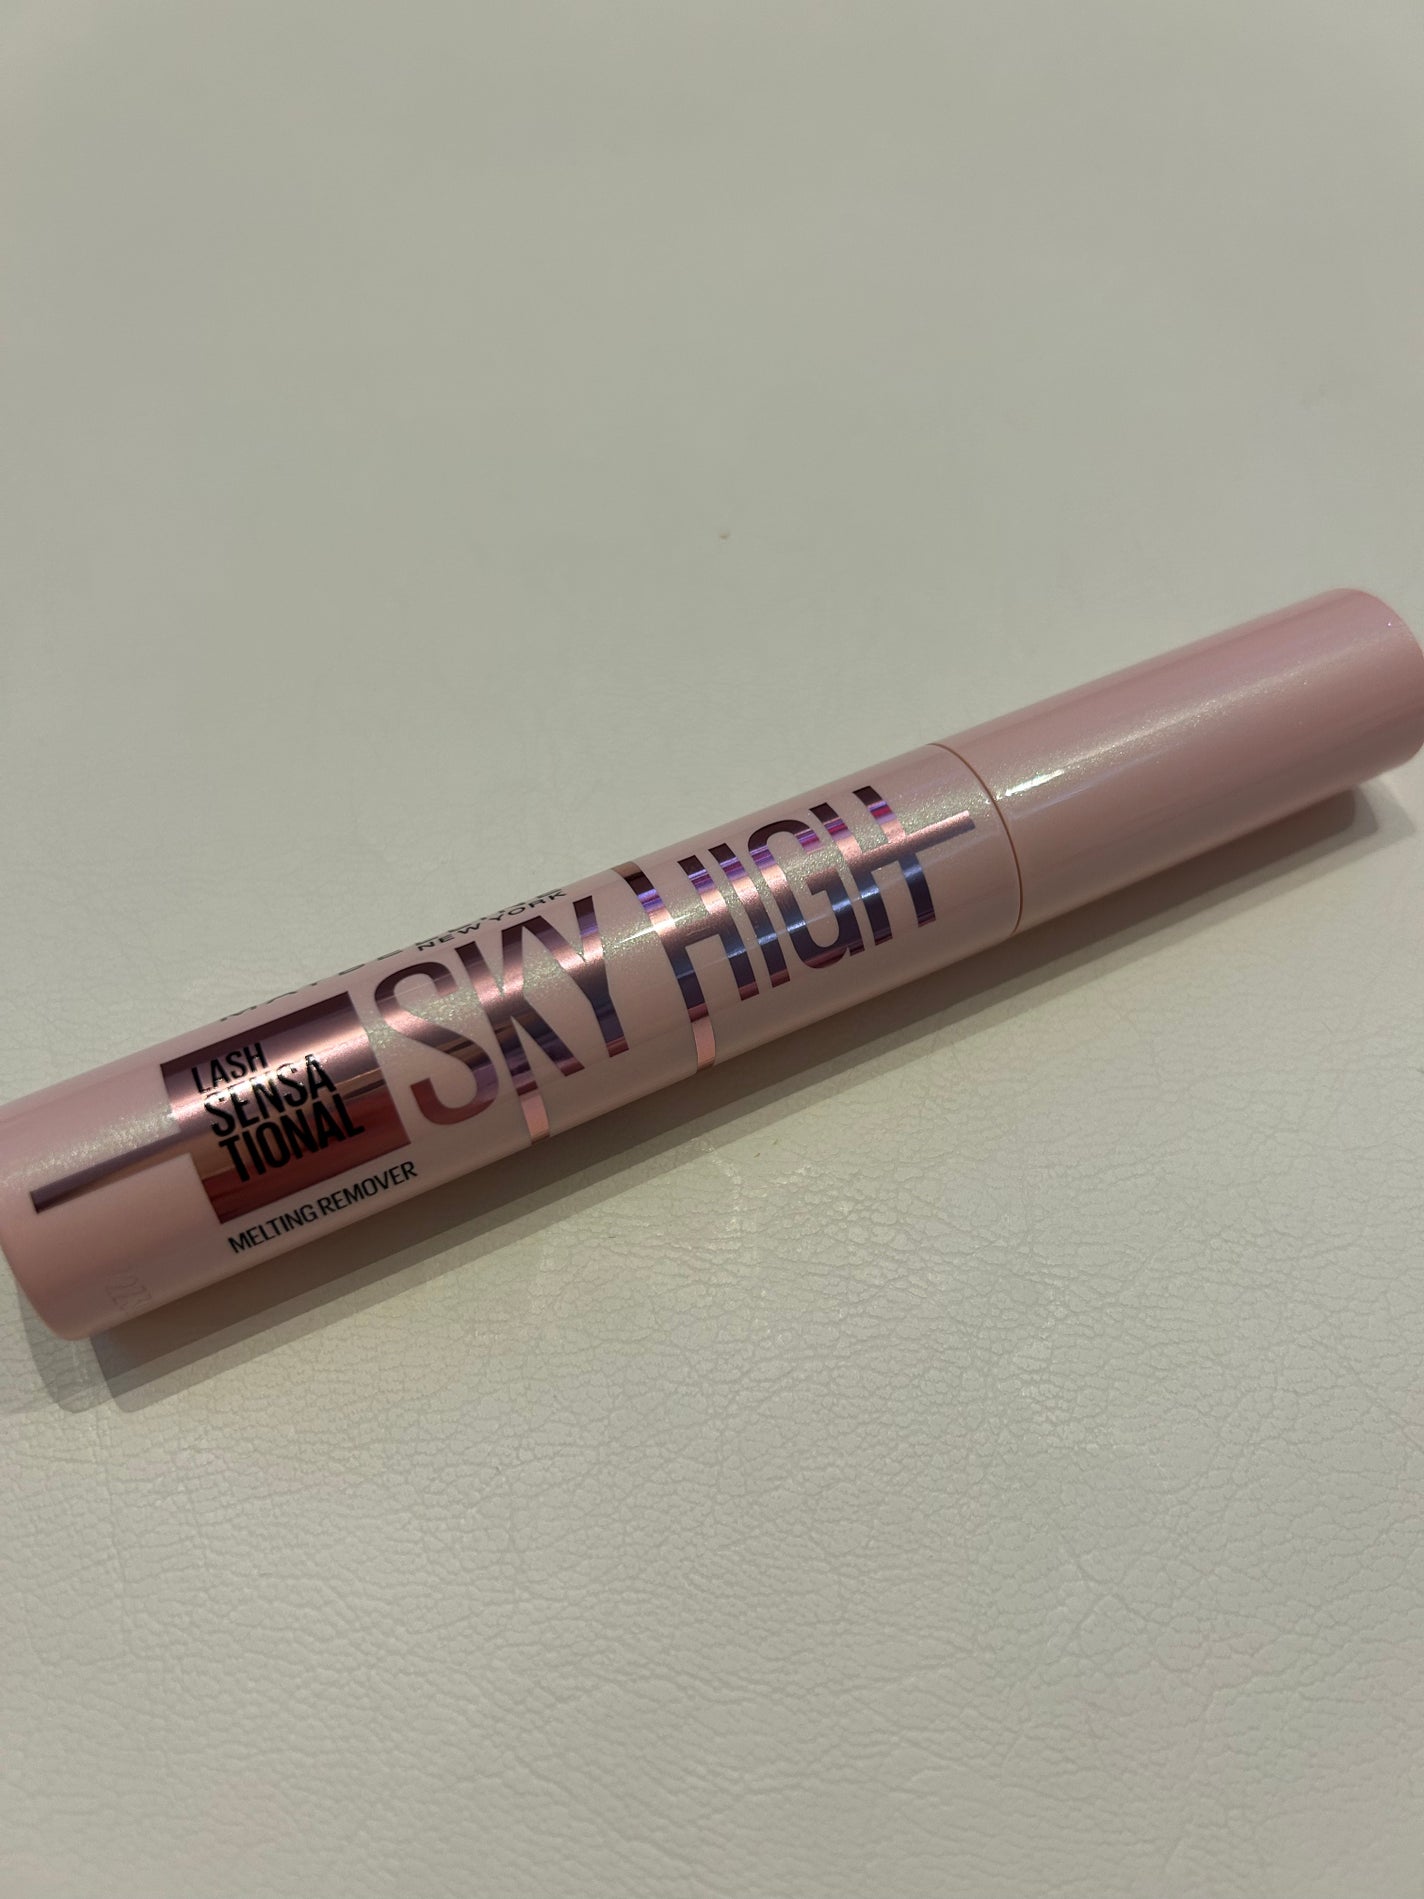 NEW YORK
SKY HIGH
LASH
SENSA
TIONAL
MELTING REMOVER